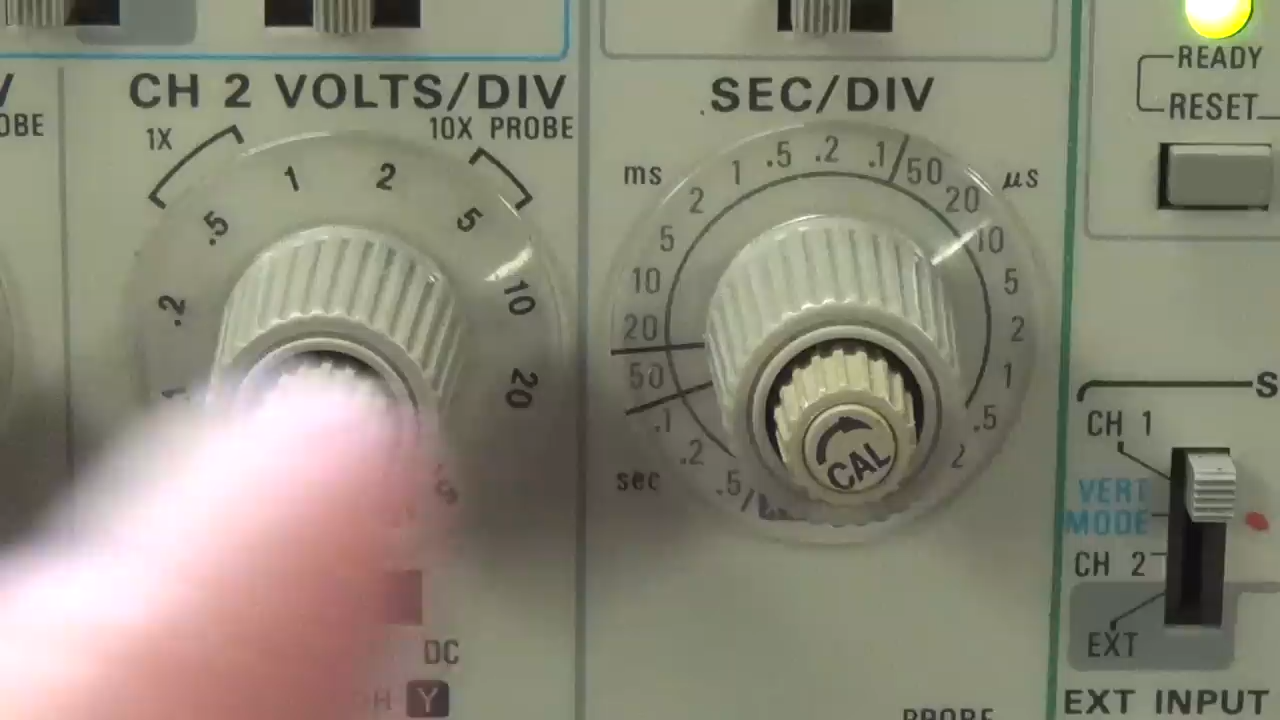 CH 2 VOLTS/DIV
1X
10X PROBE
.5
1
2
5
10
20
.2
.1
OBE
DC
Y
SEC/DIV
ms
µs
sec
.5
.2
.1
50
1
2
5
10
20
50
.1
.2
.5
20
10
5
2
1
.5
.2
CAL
READY
RESET
CH 1
VERT
MODE
CH 2
EXT
EXT INPUT
PROBE
S